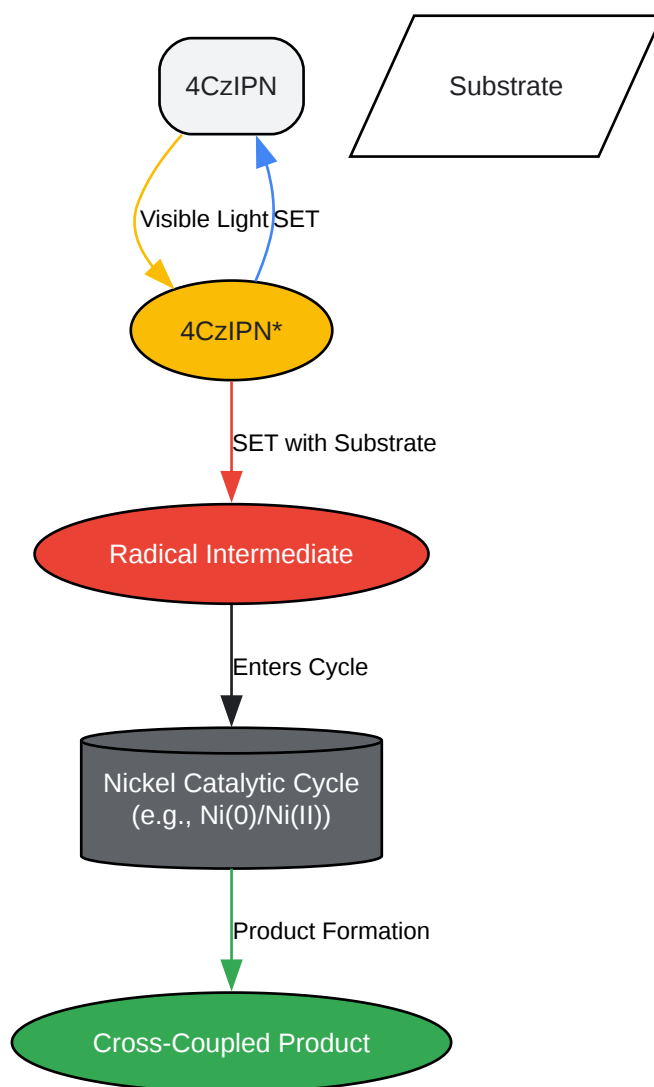 4CzIPN
Substrate
Visible Light
SET
4CzIPN*
SET with Substrate
Radical Intermediate
Enters Cycle
Nickel Catalytic Cycle
(e.g., Ni(0)/Ni(II))
Product Formation
Cross-Coupled Product